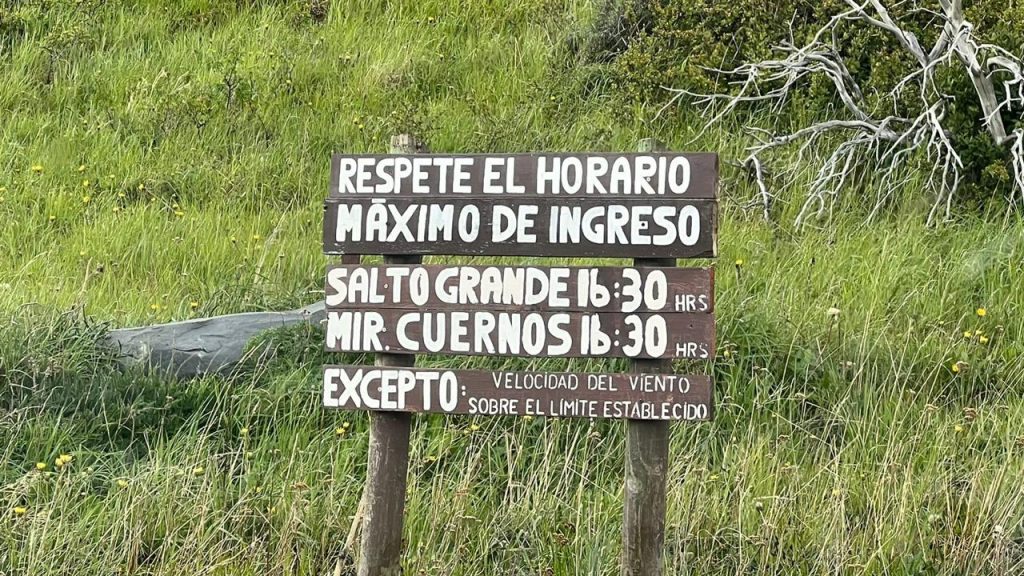 RESPETE EL HORARIO
MÁXIMO DE INGRESO
SALTO GRANDE 16:30 HRS
MIR. CUERNOS 16:30 HRS
EXCEPTO: VELOCIDAD DEL VIENTO
SOBRE EL LÍMITE ESTABLECIDO